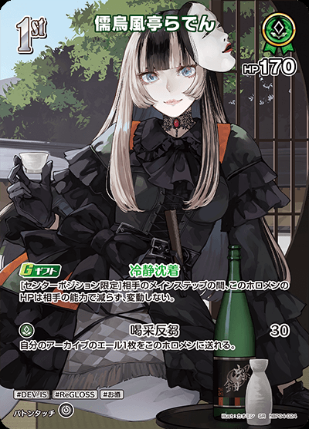 1st
儒烏風亭らでん
HP170
Gギフト 冷静沈着
[センターポジション限定]相手のメインステップの間、このホロメンの
HPは相手の能力で減らず、変動しない。
喝采反芻 30
自分のアーカイブのエール1枚をこのホロメンに送れる。
#DEV_IS #ReGLOSS #お酒
バトンタッチ